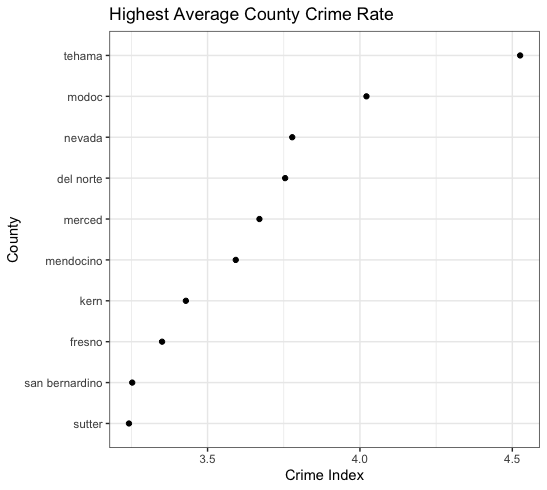 Highest Average County Crime Rate
tehama
modoc
nevada
del norte
merced
mendocino
kern
fresno
san bernardino
sutter
County
3.5 4.0 4.5
Crime Index